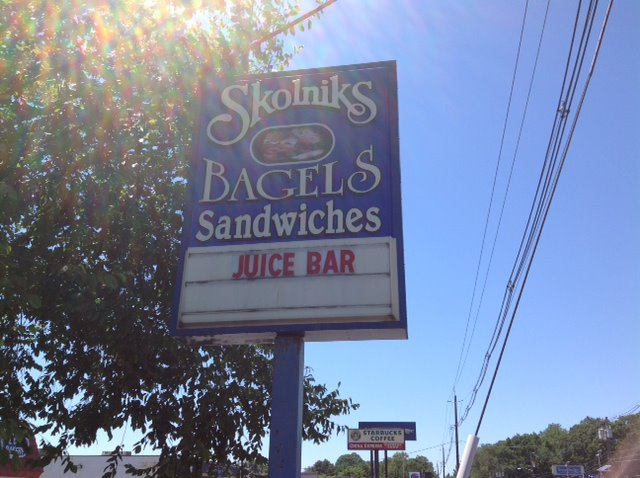 Skolniks
BAGELS
Sandwiches
JUICE BAR
STARBUCKS
COFFEE